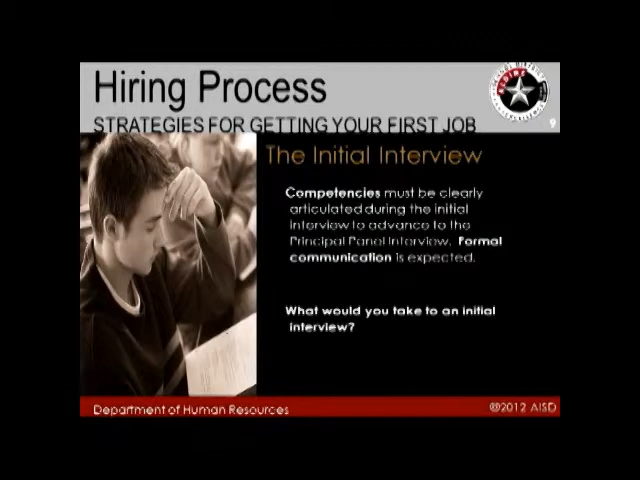 Hiring Process
STRATEGIES FOR GETTING YOUR FIRST JOB
9
The Initial Interview
Competencies must be clearly
articulated during the initial
interview to advance to the
Principal Panel Interview. Formal
communication is expected.
What would you take to an initial
interview?
Department of Human Resources
©2012 AISD